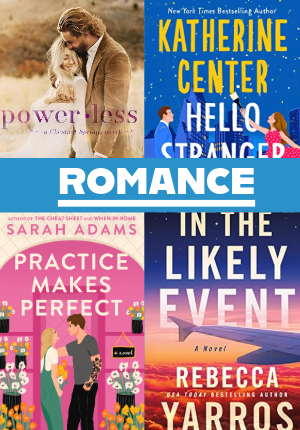 power·less
a Chestnut Springs novel
New York Times Bestselling Author
KATHERINE
CENTER
HELLO
STRANGER
ROMANCE
AUTHOR OF THE CHEAT SHEET AND WHEN IN ROME
SARAH ADAMS
PRACTICE
MAKES
PERFECT
a novel
IN THE
LIKELY
EVENT
A Novel
REBECCA
USA TODAY BESTSELLING AUTHOR
YARROS